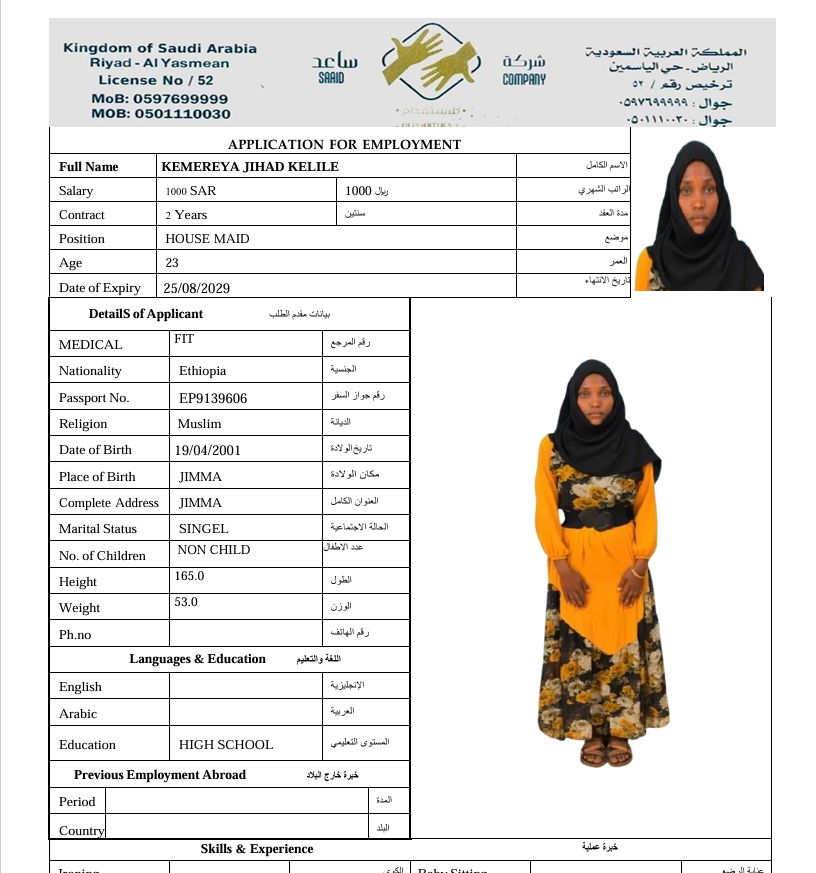 Kingdom of Saudi Arabia
Riyad - Al Yasmean
License No / 52
MoB: 0597699999
MOB: 0501110030
ساعد
SAAID
شركة
COMPANY
للاستقدام
المملكة العربية السعودية
الرياض - حي الياسمين
ترخيص رقم / ٥٢
جوال : ٠٥٩٧٦٩٩٩٩٩
جوال : ٠٥٠١١١٠٠٣٠
APPLICATION FOR EMPLOYMENT
Full Name KEMEREYA JIHAD KELILE الاسم الكامل
Salary 1000 SAR 1000 ريال الراتب الشهري
Contract 2 Years سنتين مدة العقد
Position HOUSE MAID موضع
Age 23 العمر
Date of Expiry 25/08/2029 تاريخ الانتهاء
DetailS of Applicant بيانات مقدم الطلب
MEDICAL FIT رقم المرجع
Nationality Ethiopia الجنسية
Passport No. EP9139606 رقم جواز السفر
Religion Muslim الديانة
Date of Birth 19/04/2001 تاريخ الولادة
Place of Birth JIMMA مكان الولادة
Complete Address JIMMA العنوان الكامل
Marital Status SINGEL الحالة الاجتماعية
No. of Children NON CHILD عدد الاطفال
Height 165.0 الطول
Weight 53.0 الوزن
Ph.no رقم الهاتف
Languages & Education اللغة والتعليم
English الإنجليزية
Arabic العربية
Education HIGH SCHOOL المستوى التعليمي
Previous Employment Abroad خبرة خارج البلاد
Period المدة
Country البلد
Skills & Experience خبرة عملية
Ironing الكوي Baby Sitting عناية الرضع